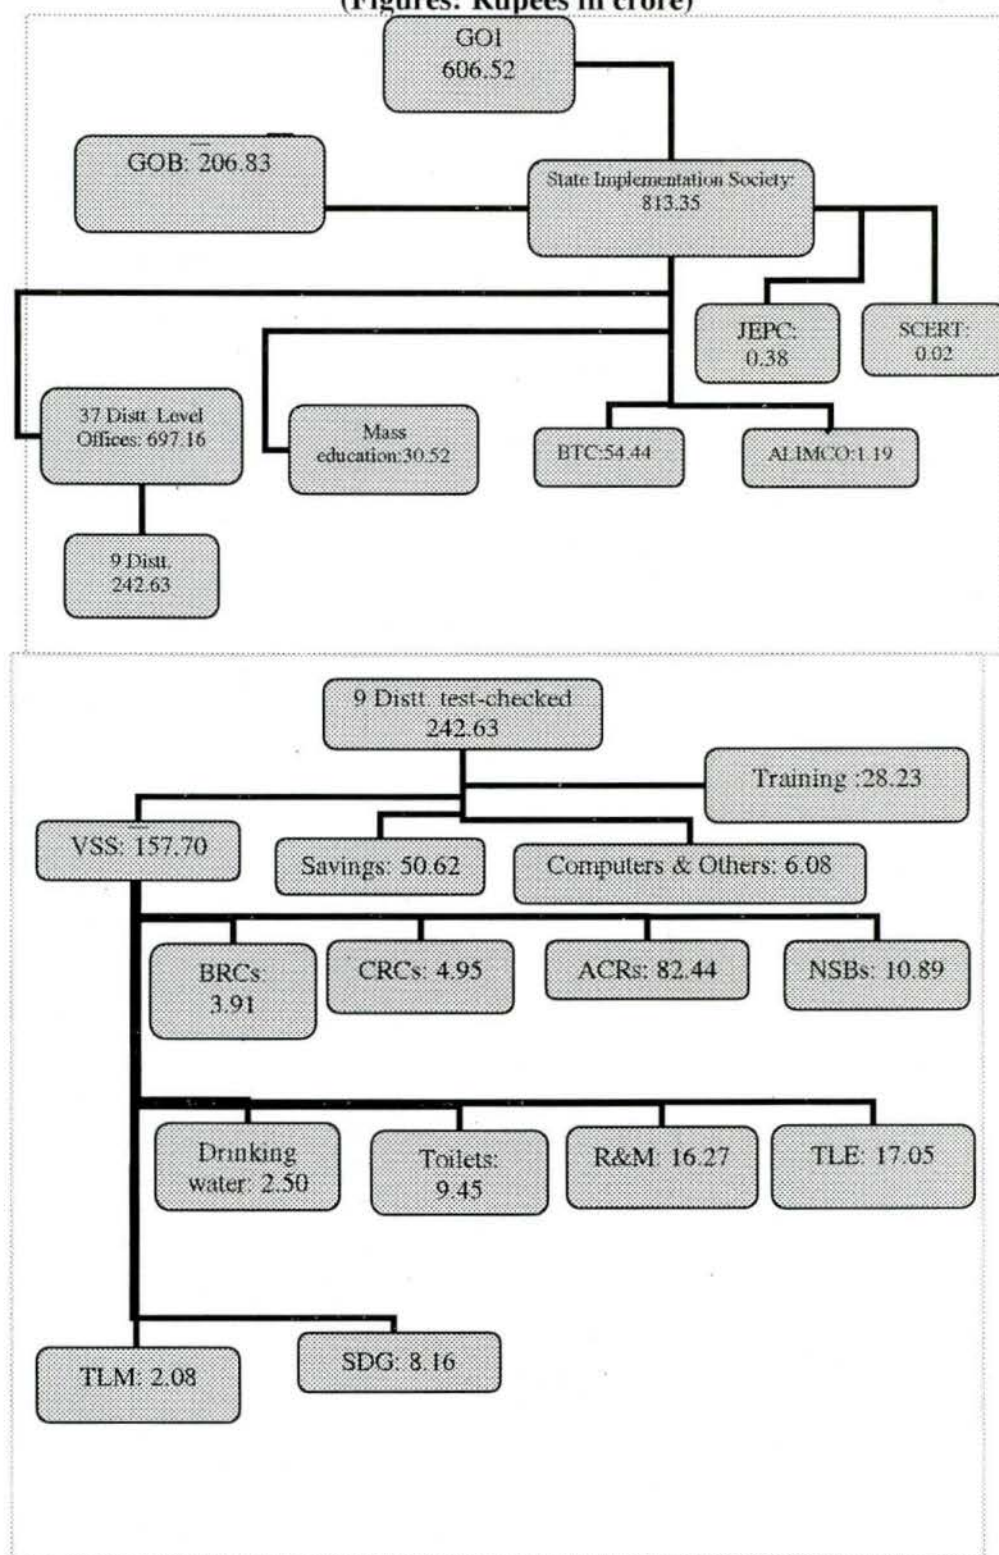 (Figures: Rupees in crore)
GOI
606.52
GOB: 206.83
State Implementation Society:
813.35
JEPC:
0.38
SCERT:
0.02
37 Distt. Level
Offices: 697.16
Mass
education:30.52
BTC:54.44
ALIMCO:1.19
9 Distt.
242.63
9 Distt. test-checked
242.63
Training :28.23
VSS: 157.70
Savings: 50.62
Computers & Others: 6.08
BRCs:
3.91
CRCs: 4.95
ACRs: 82.44
NSBs: 10.89
Drinking
water: 2.50
Toilets:
9.45
R&M: 16.27
TLE: 17.05
TLM: 2.08
SDG: 8.16